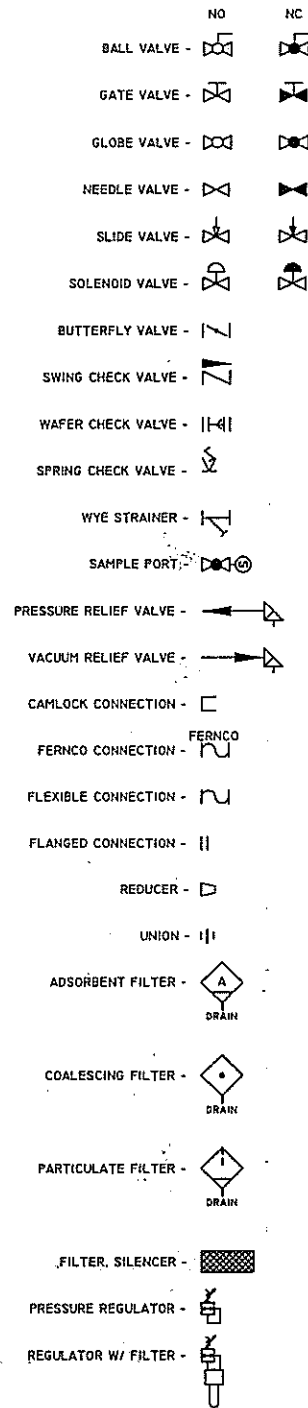 NO NC
BALL VALVE -
GATE VALVE -
GLOBE VALVE -
NEEDLE VALVE -
SLIDE VALVE -
SOLENOID VALVE -
BUTTERFLY VALVE -
SWING CHECK VALVE -
WAFER CHECK VALVE -
SPRING CHECK VALVE -
WYE STRAINER -
SAMPLE PORT - S
PRESSURE RELIEF VALVE -
VACUUM RELIEF VALVE -
CAMLOCK CONNECTION -
FERNCO
FERNCO CONNECTION -
FLEXIBLE CONNECTION -
FLANGED CONNECTION -
REDUCER -
UNION -
ADSORBENT FILTER - A
DRAIN
COALESCING FILTER -
DRAIN
PARTICULATE FILTER -
DRAIN
FILTER, SILENCER -
PRESSURE REGULATOR -
REGULATOR W/ FILTER -